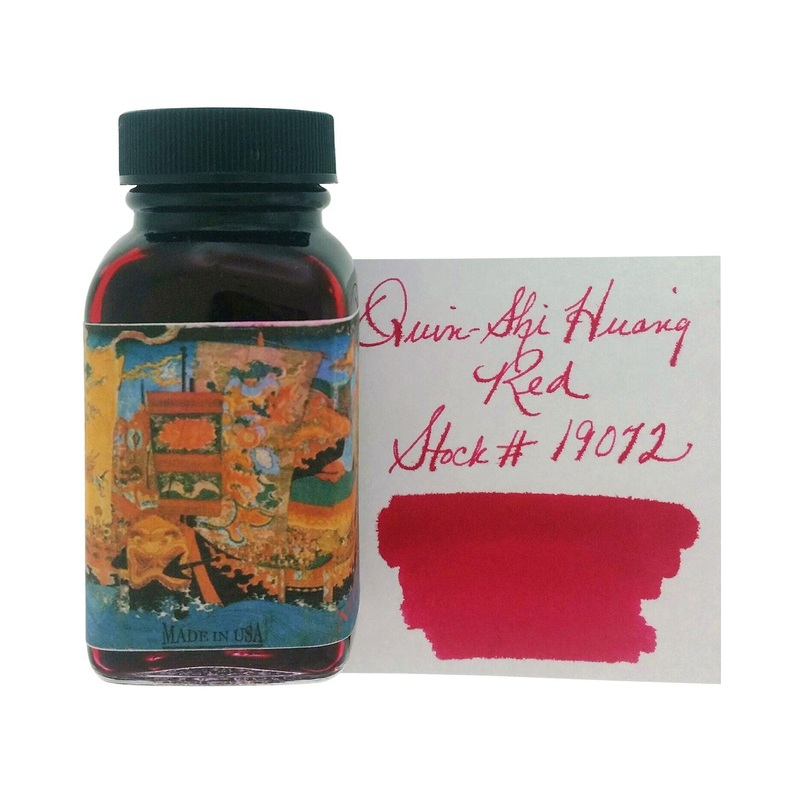 Quin-Shi Huang
Red
Stock # 19072
MADE IN USA